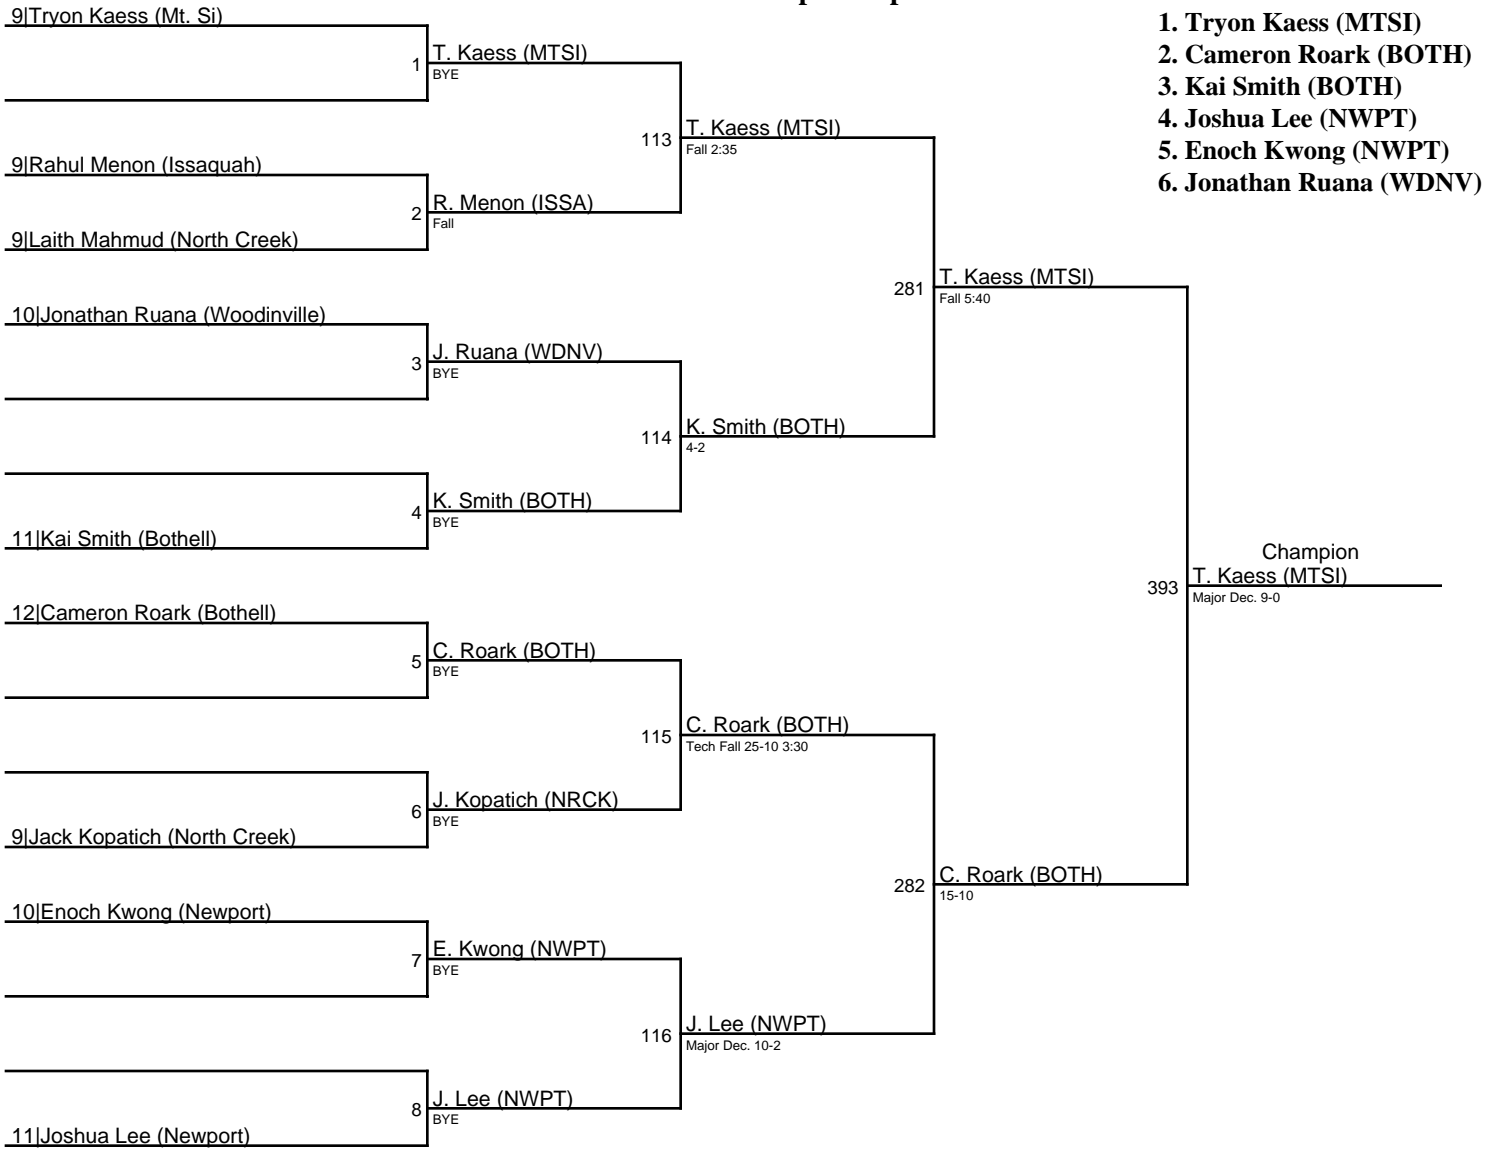 9|Tryon Kaess (Mt. Si)
1
T. Kaess (MTSI)
BYE
113
T. Kaess (MTSI)
Fall 2:35
9|Rahul Menon (Issaquah)
2
R. Menon (ISSA)
Fall
9|Laith Mahmud (North Creek)
281
T. Kaess (MTSI)
Fall 5:40
10|Jonathan Ruana (Woodinville)
3
J. Ruana (WDNV)
BYE
114
K. Smith (BOTH)
4-2
4
K. Smith (BOTH)
BYE
11|Kai Smith (Bothell)
393
Champion
T. Kaess (MTSI)
Major Dec. 9-0
12|Cameron Roark (Bothell)
5
C. Roark (BOTH)
BYE
115
C. Roark (BOTH)
Tech Fall 25-10 3:30
6
J. Kopatich (NRCK)
BYE
9|Jack Kopatich (North Creek)
282
C. Roark (BOTH)
15-10
10|Enoch Kwong (Newport)
7
E. Kwong (NWPT)
BYE
116
J. Lee (NWPT)
Major Dec. 10-2
8
J. Lee (NWPT)
BYE
11|Joshua Lee (Newport)
1. Tryon Kaess (MTSI)
2. Cameron Roark (BOTH)
3. Kai Smith (BOTH)
4. Joshua Lee (NWPT)
5. Enoch Kwong (NWPT)
6. Jonathan Ruana (WDNV)